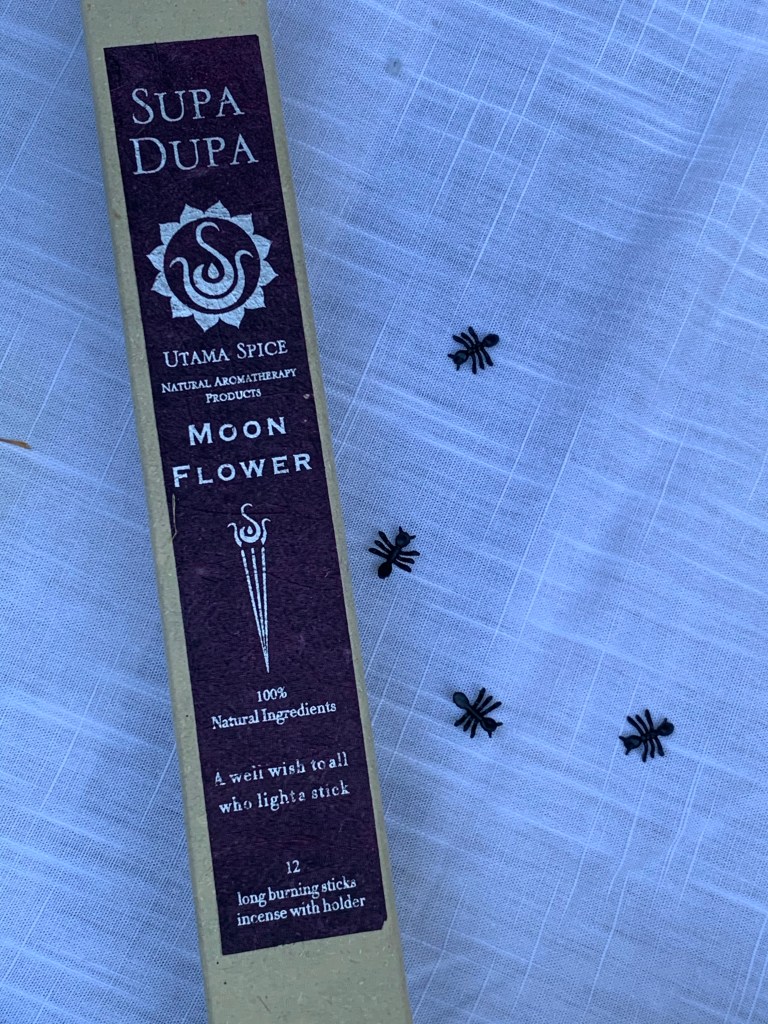 SUPA
DUPA
UTAMA SPICE
NATURAL AROMATHERAPY
PRODUCTS
MOON
FLOWER
100%
Natural Ingredients
A well wish to all
who light a stick
12
long burning sticks
incense with holder